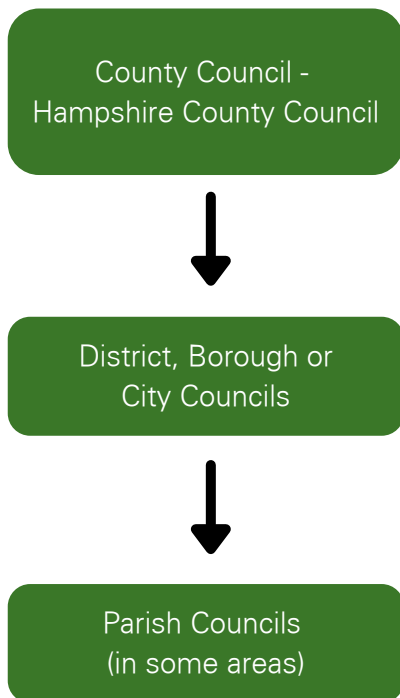 County Council -
Hampshire County Council
District, Borough or
City Councils
Parish Councils
(in some areas)